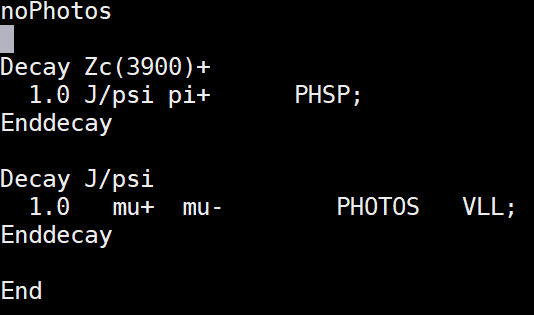 noPhotos
Decay Zc(3900)+
1.0 J/psi pi+ PHSP;
Enddecay
Decay J/psi
1.0 mu+ mu- PHOTOS VLL;
Enddecay
End